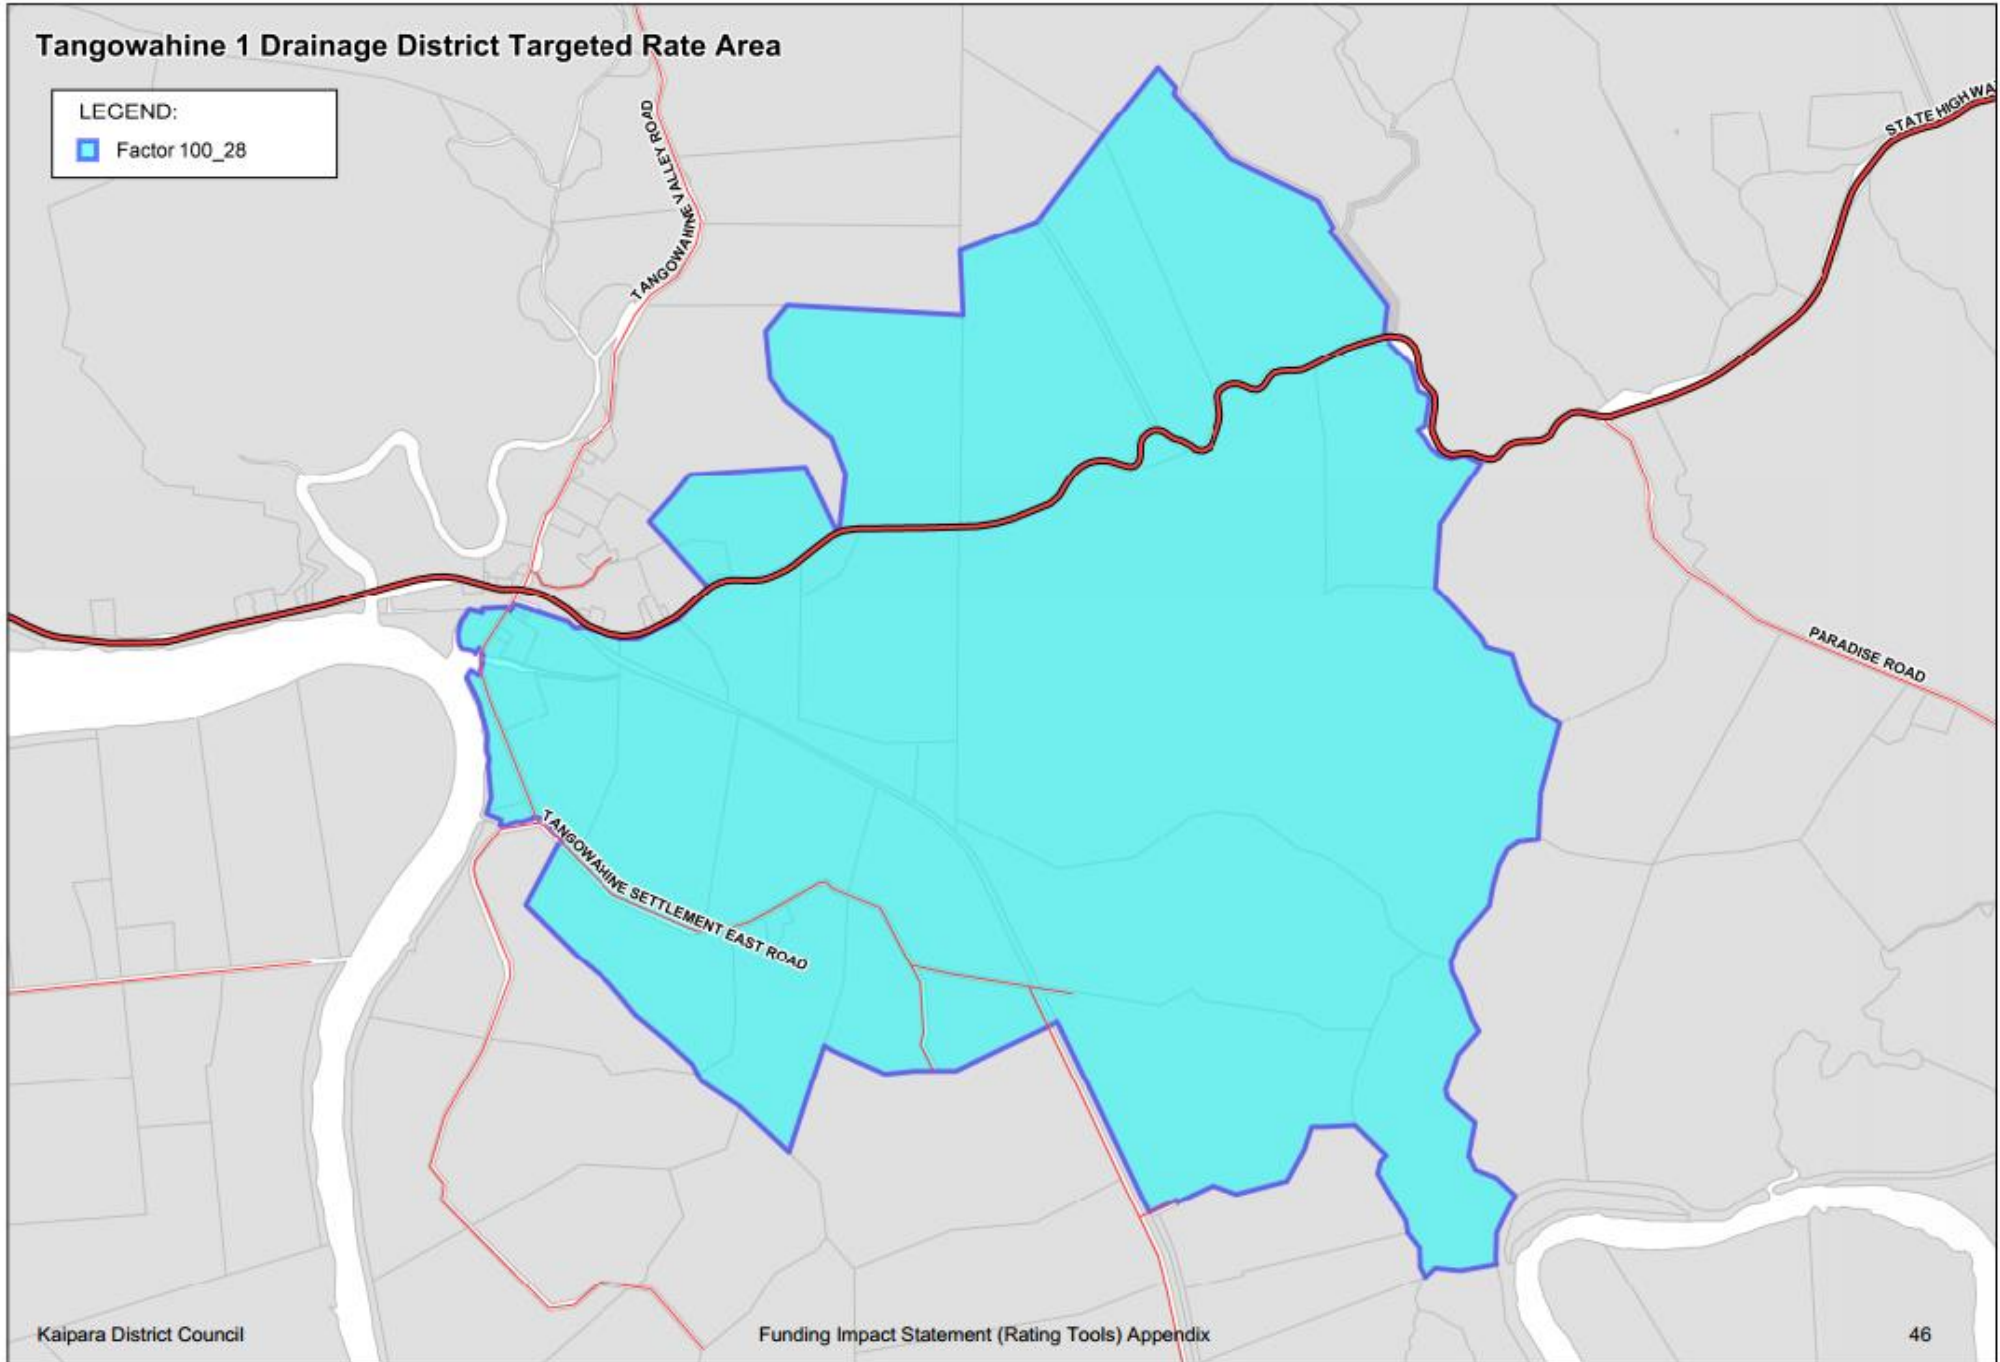 Tangowahine 1 Drainage District Targeted Rate Area
LEGEND:
Factor 100_28
TANGOWAHINE VALLEY ROAD
STATE HIGHWA
PARADISE ROAD
TANGOWAHINE SETTLEMENT EAST ROAD
Kaipara District Council
Funding Impact Statement (Rating Tools) Appendix
46